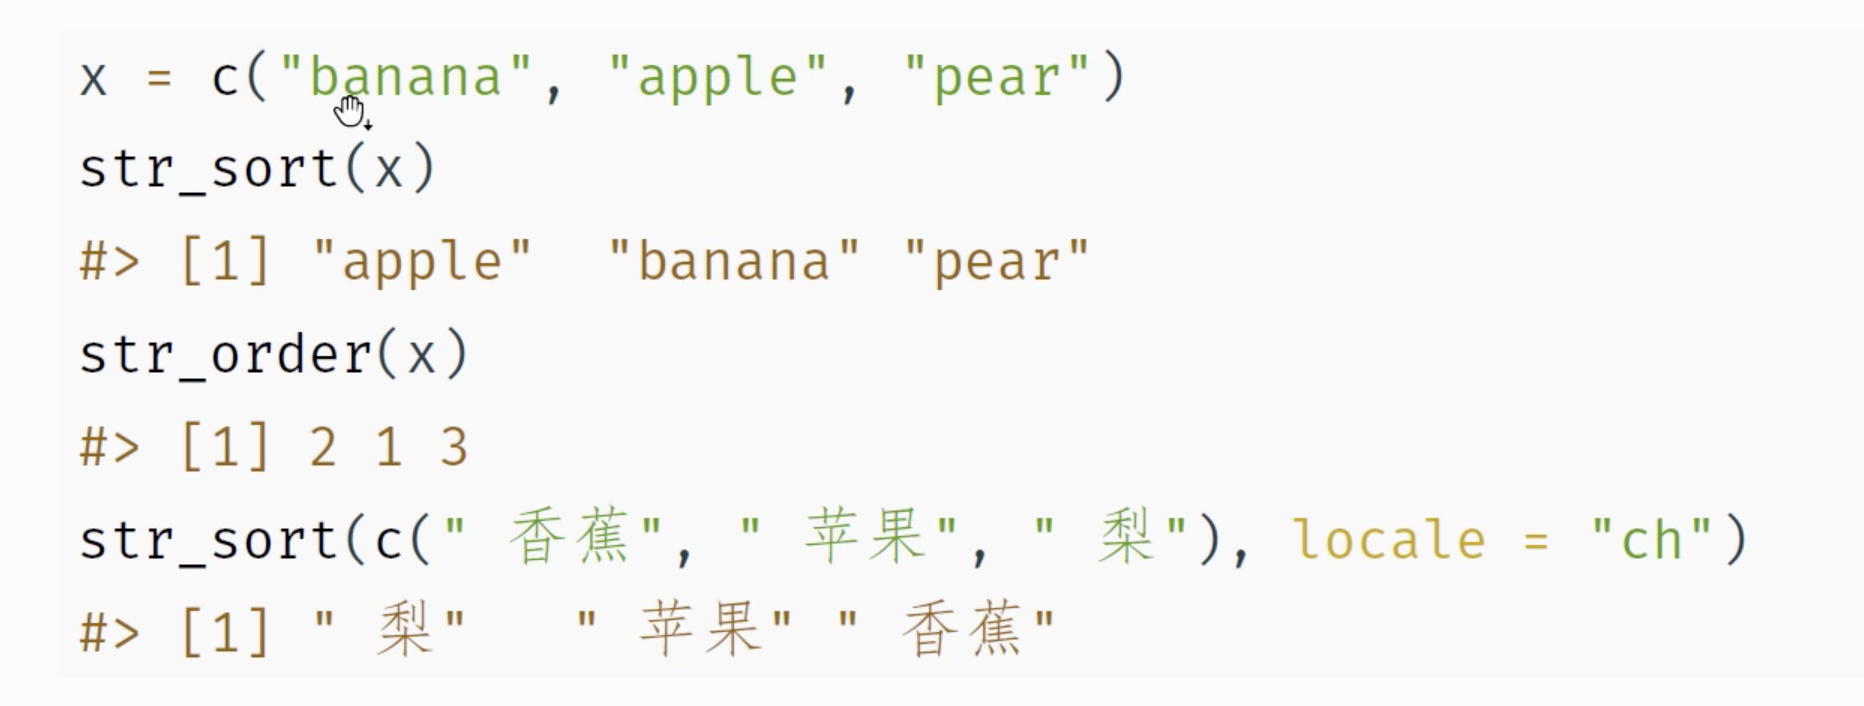 x = c("banana", "apple", "pear")
str_sort(x)
#> [1] "apple"  "banana" "pear"
str_order(x)
#> [1] 2 1 3
str_sort(c(" 香蕉", " 苹果", " 梨"), locale = "ch")
#> [1] " 梨"   " 苹果" " 香蕉"